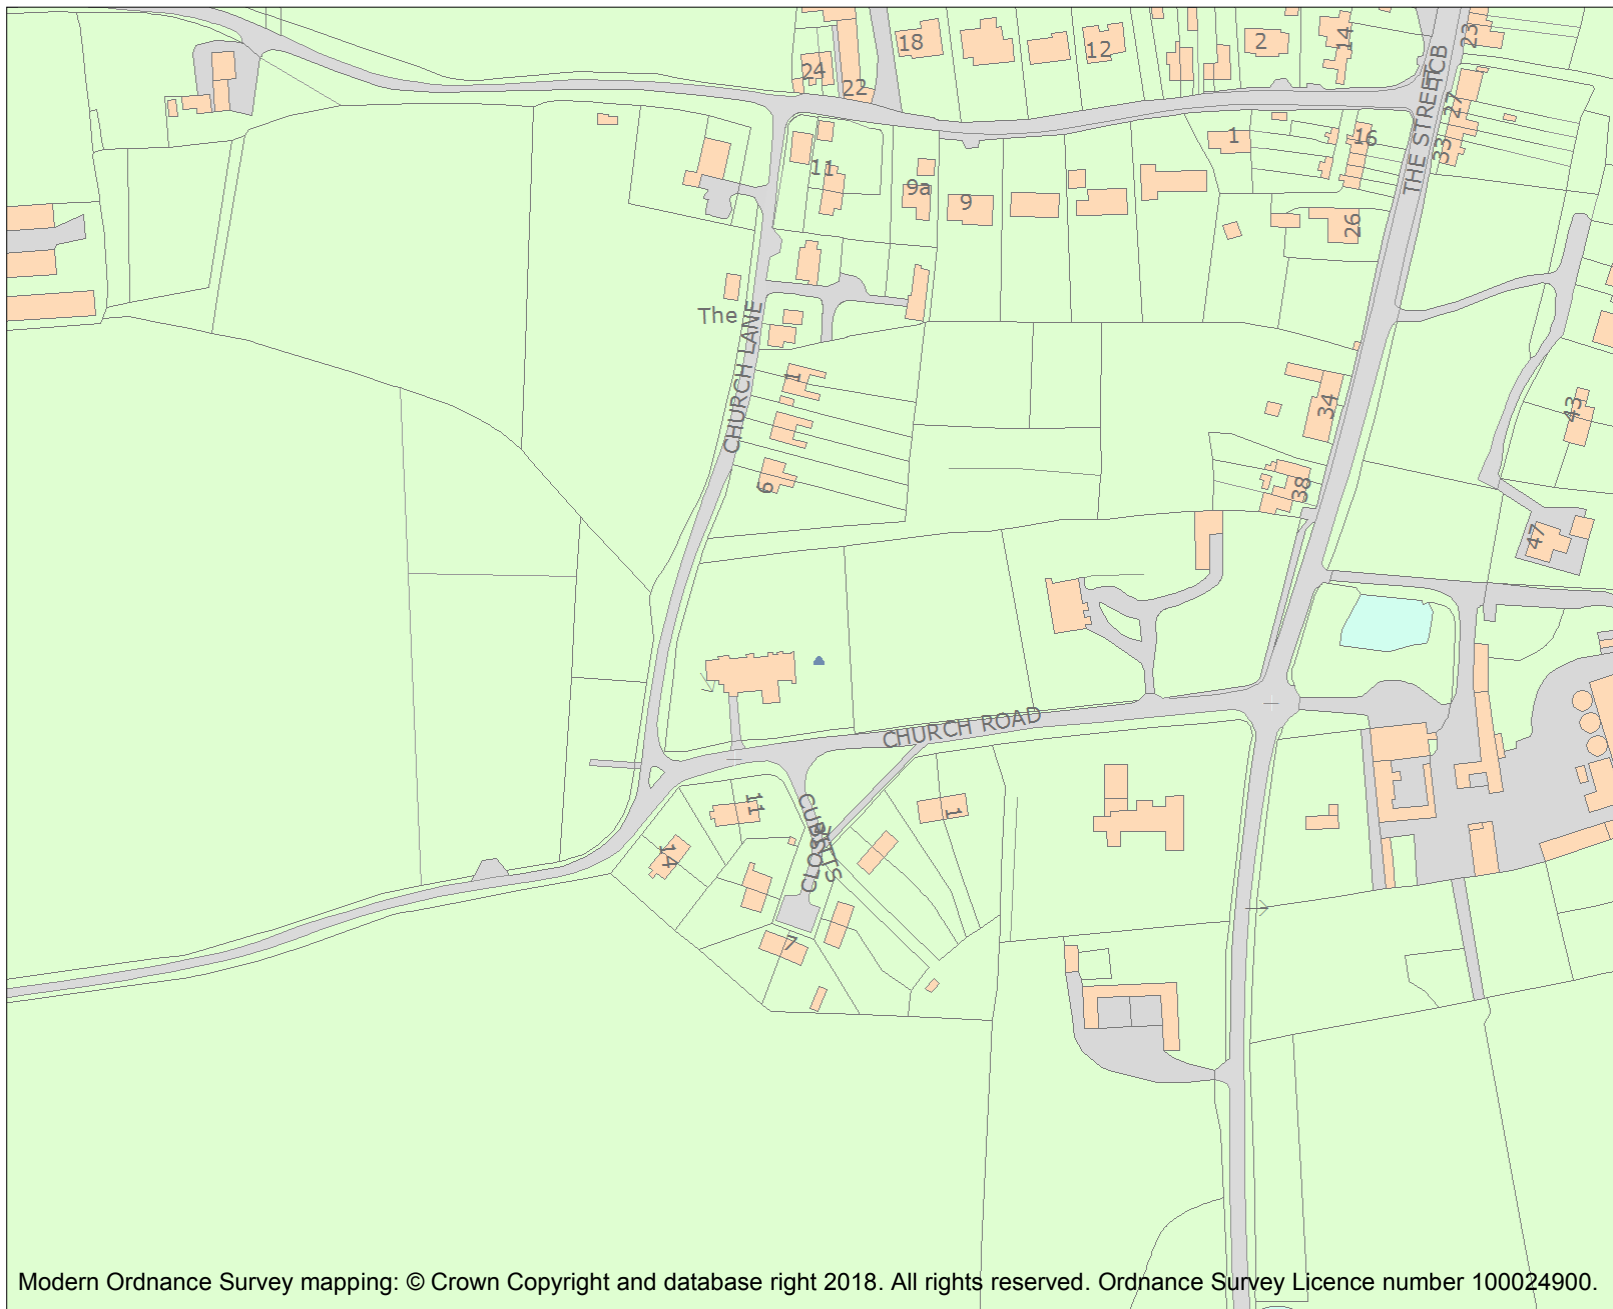 18
12
2
14
23
24
22
THE STREET
TCB
27
33
1
16
11
9a
9
26
The
CHURCH LANE
1
34
43
6
38
47
CHURCH ROAD
11
1
14
CUBITTS
CLOSE
7
Modern Ordnance Survey mapping: © Crown Copyright and database right 2018. All rights reserved. Ordnance Survey Licence number 100024900.